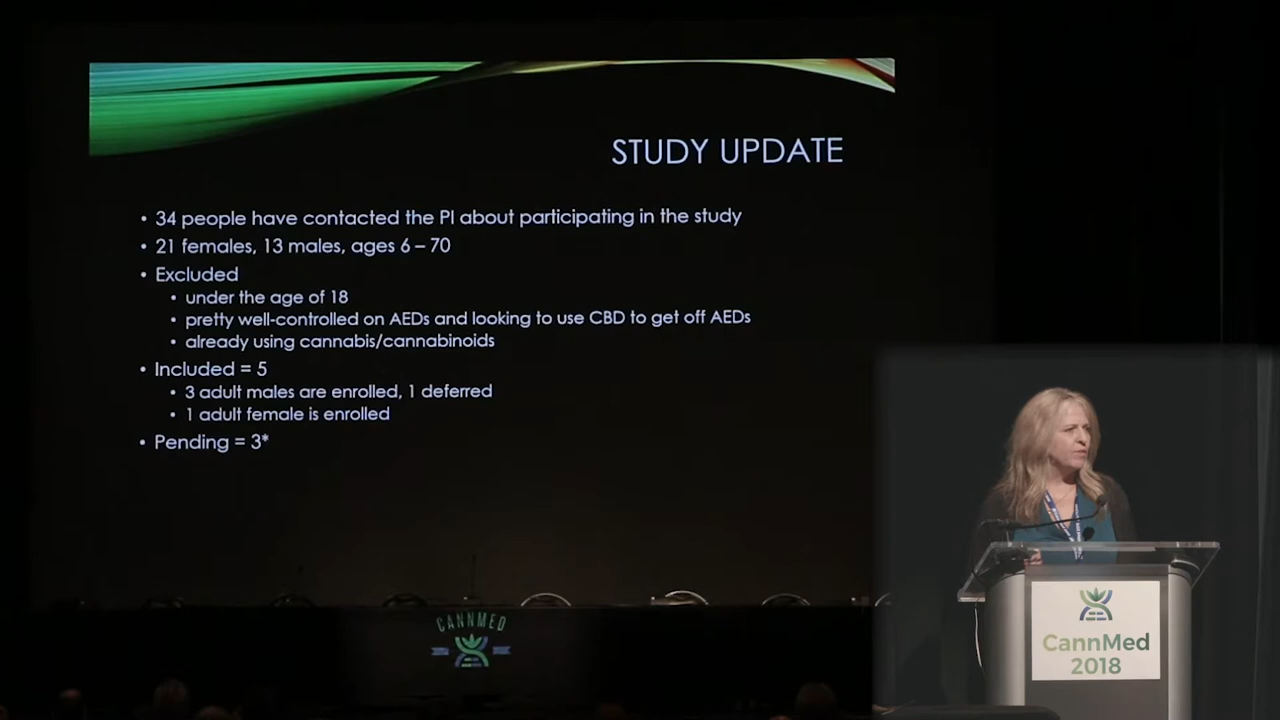 STUDY UPDATE
• 34 people have contacted the PI about participating in the study
• 21 females, 13 males, ages 6 – 70
• Excluded
• under the age of 18
• pretty well-controlled on AEDs and looking to use CBD to get off AEDs
• already using cannabis/cannabinoids
• Included = 5
• 3 adult males are enrolled, 1 deferred
• 1 adult female is enrolled
• Pending = 3*
CANNMED
CannMed
2018